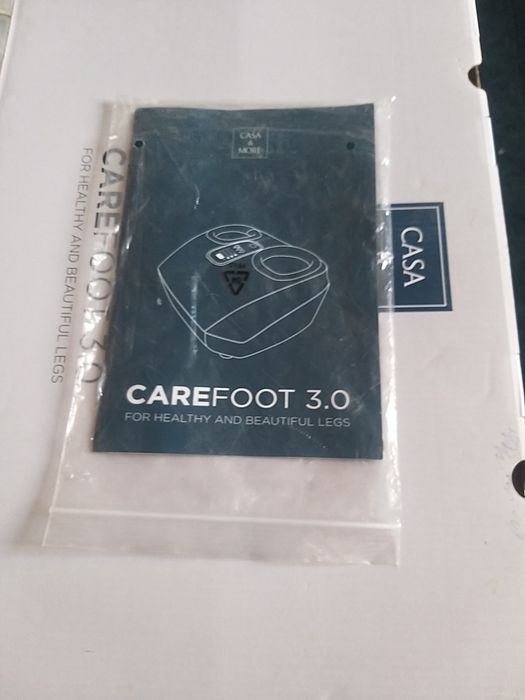 CASA
&
MORE
CAREFOOT 3.0
FOR HEALTHY AND BEAUTIFUL LEGS
CAREFOOT 3.0
FOR HEALTHY AND BEAUTIFUL LEGS
CASA